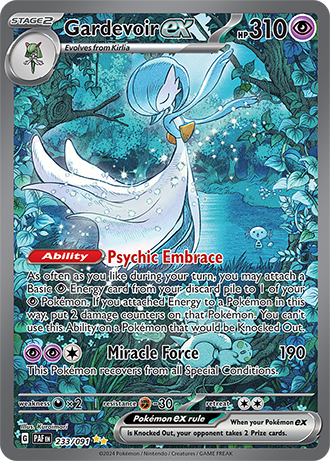 STAGE2 Gardevoir ex HP310
Evolves from Kirlia
Ability Psychic Embrace
As often as you like during your turn, you may attach a
Basic Energy card from your discard pile to 1 of your
Pokémon. If you attached Energy to a Pokémon in this
way, put 2 damage counters on that Pokémon. You can't
use this Ability on a Pokémon that would be Knocked Out.
Miracle Force 190
This Pokémon recovers from all Special Conditions.
weakness ×2 resistance -30 retreat
Illus. Kuroimori
Pokémon ex rule
When your Pokémon ex
is Knocked Out, your opponent takes 2 Prize cards.
G PAF EN 233/091
©2024 Pokémon / Nintendo / Creatures / GAME FREAK